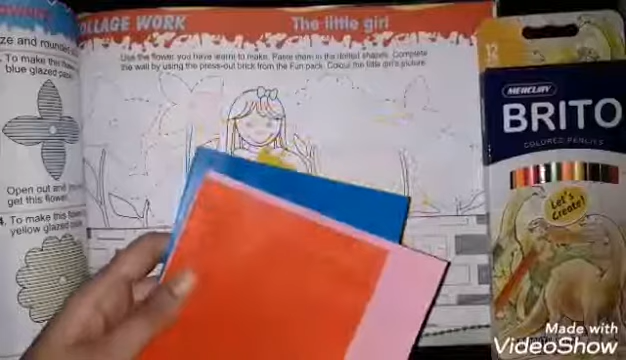 OLLAGE WORK
The little girl
Use the flower you have learnt to make. Paste them in the dotted shapes. Complete
the wall by using the press-out brick from the Fun pack. Colour the little girl's picture.
ze and rounded
To make this
blue glazed
Open out and
get this flower.
4. To make this
yellow glazed
12
MERCURY
BRITO
COLORED PENCILS
Let's
Create!
Made with
VideoShow